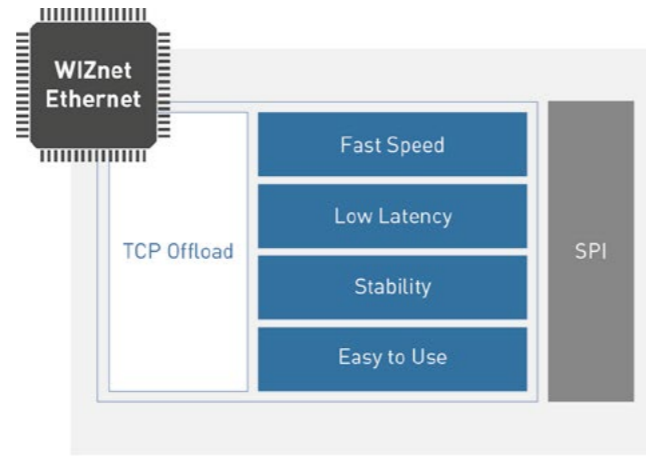 WIZnet
Ethernet
TCP Offload
Fast Speed
Low Latency
Stability
Easy to Use
SPI